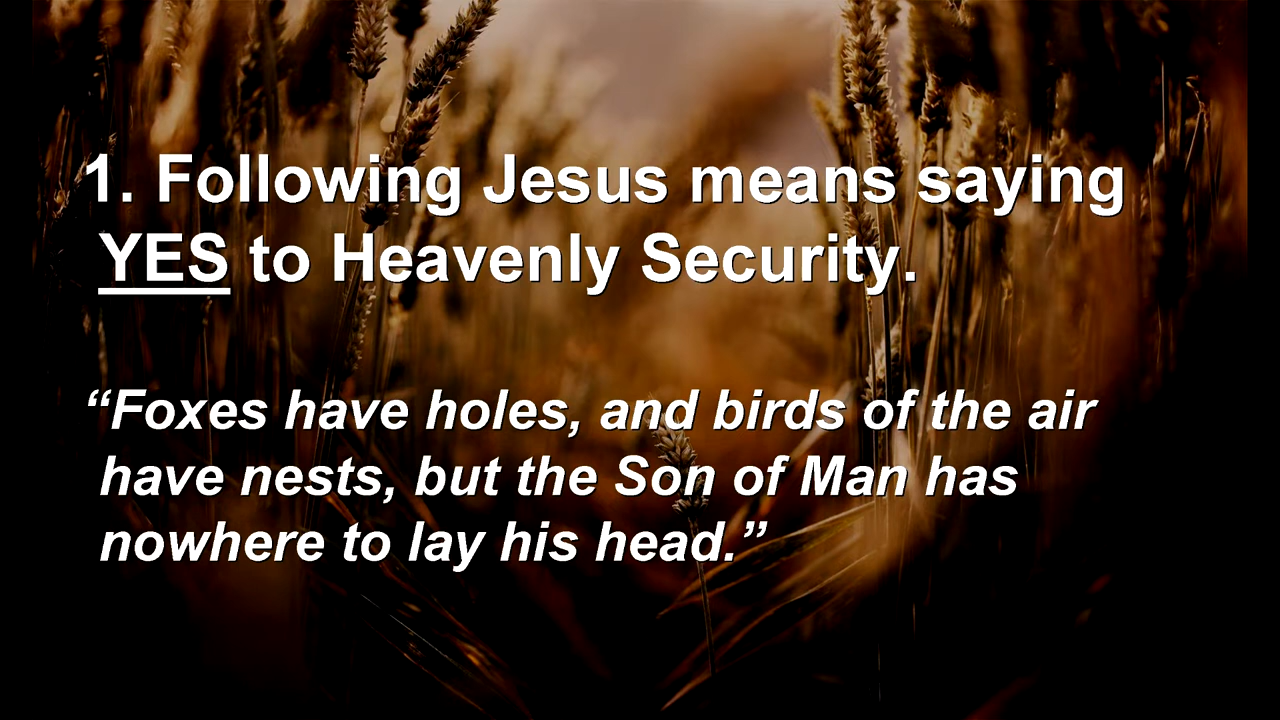 1. Following Jesus means saying
YES to Heavenly Security.
“Foxes have holes, and birds of the air
have nests, but the Son of Man has
nowhere to lay his head.”